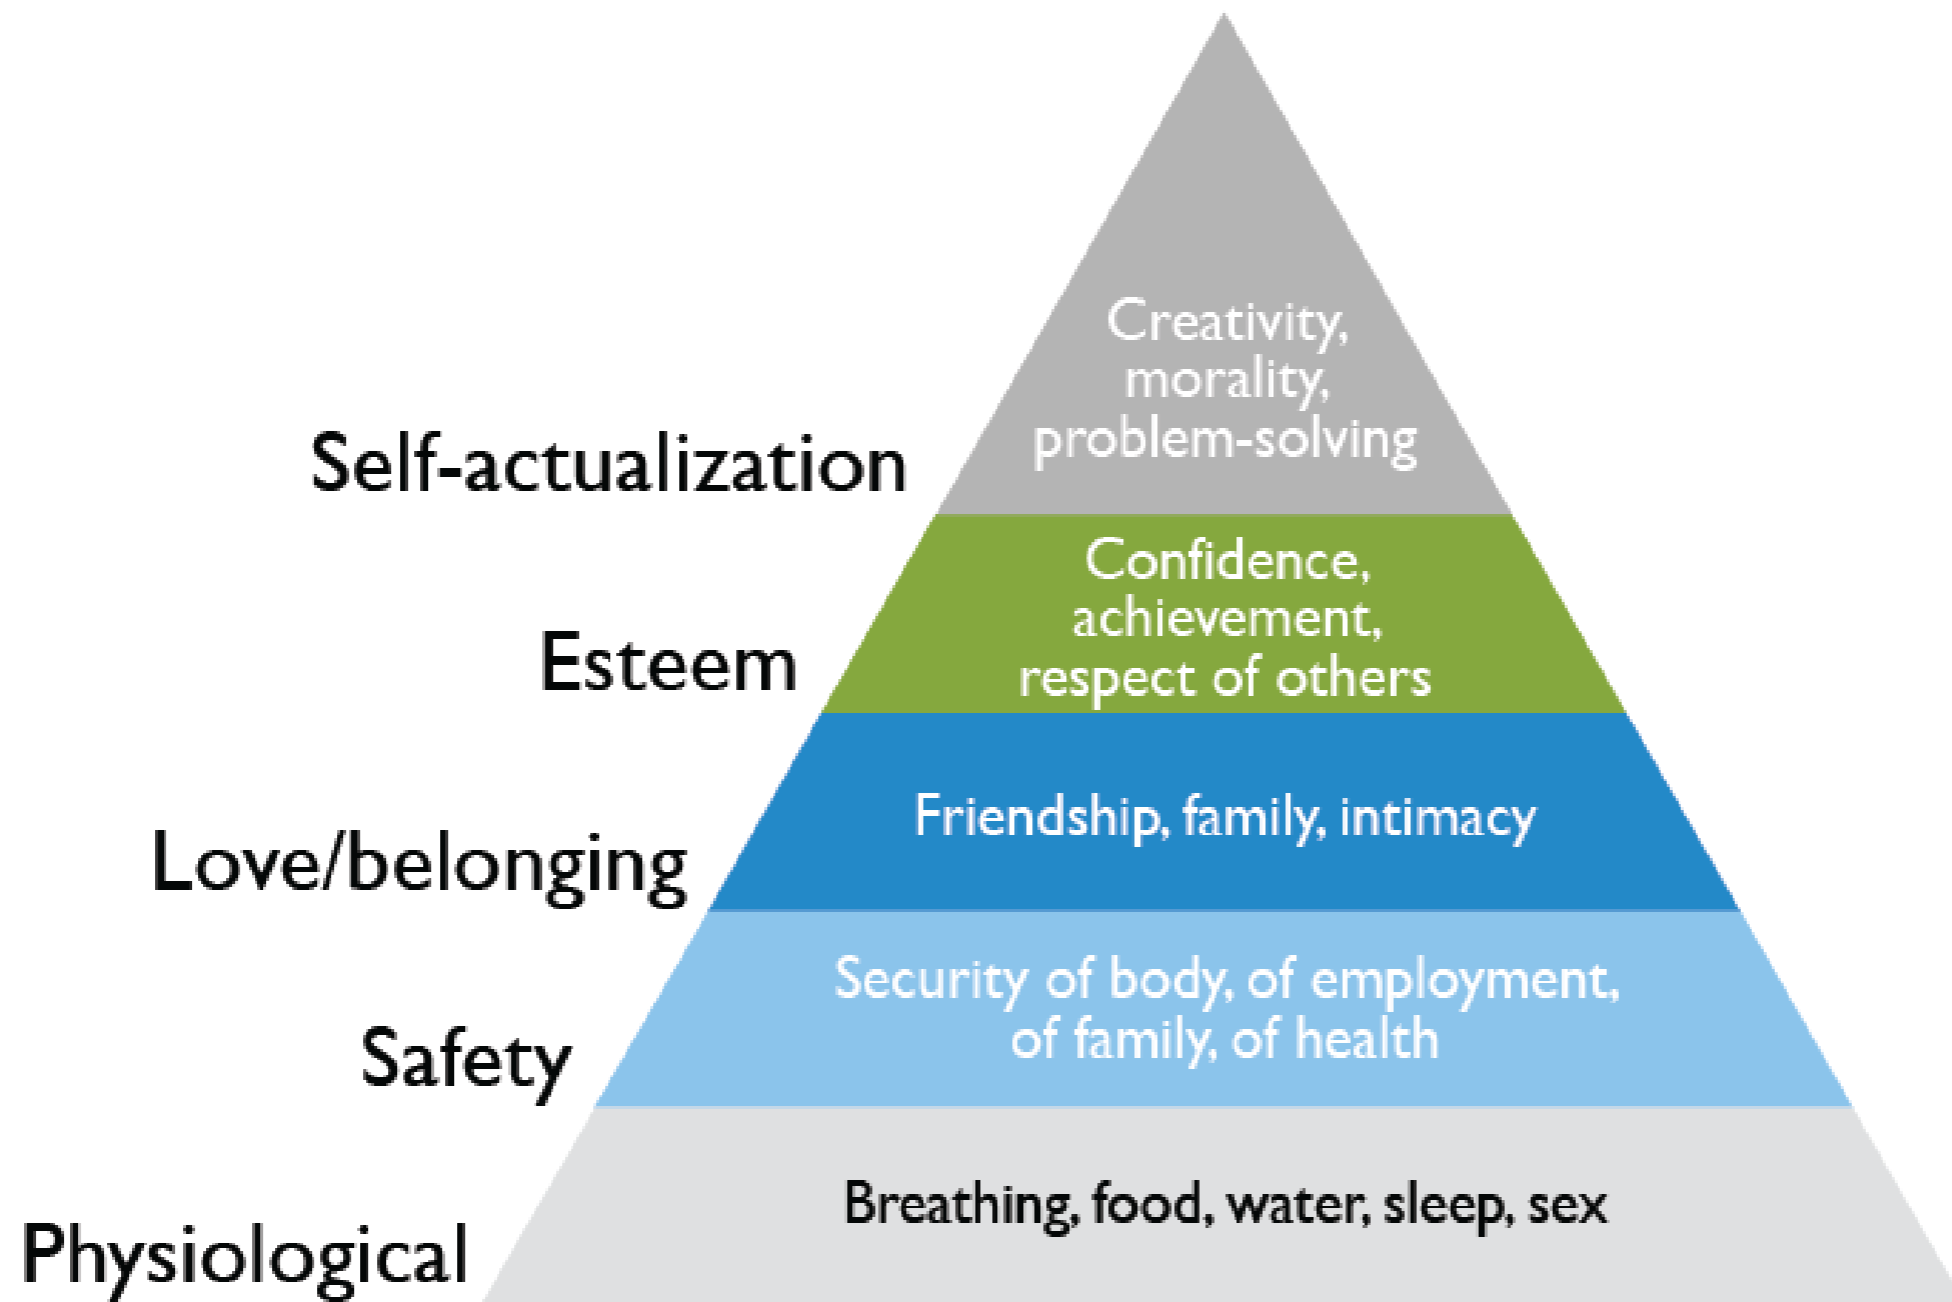 Creativity,
morality,
problem-solving
Self-actualization
Confidence,
achievement,
respect of others
Esteem
Friendship, family, intimacy
Love/belonging
Security of body, of employment,
of family, of health
Safety
Breathing, food, water, sleep, sex
Physiological